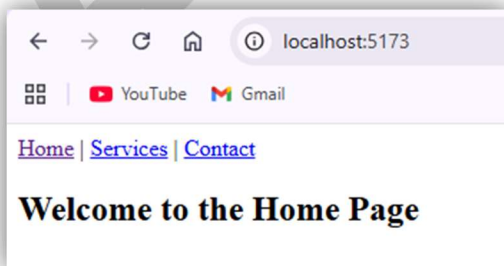 localhost:5173
YouTube Gmail
Home | Services | Contact
Welcome to the Home Page